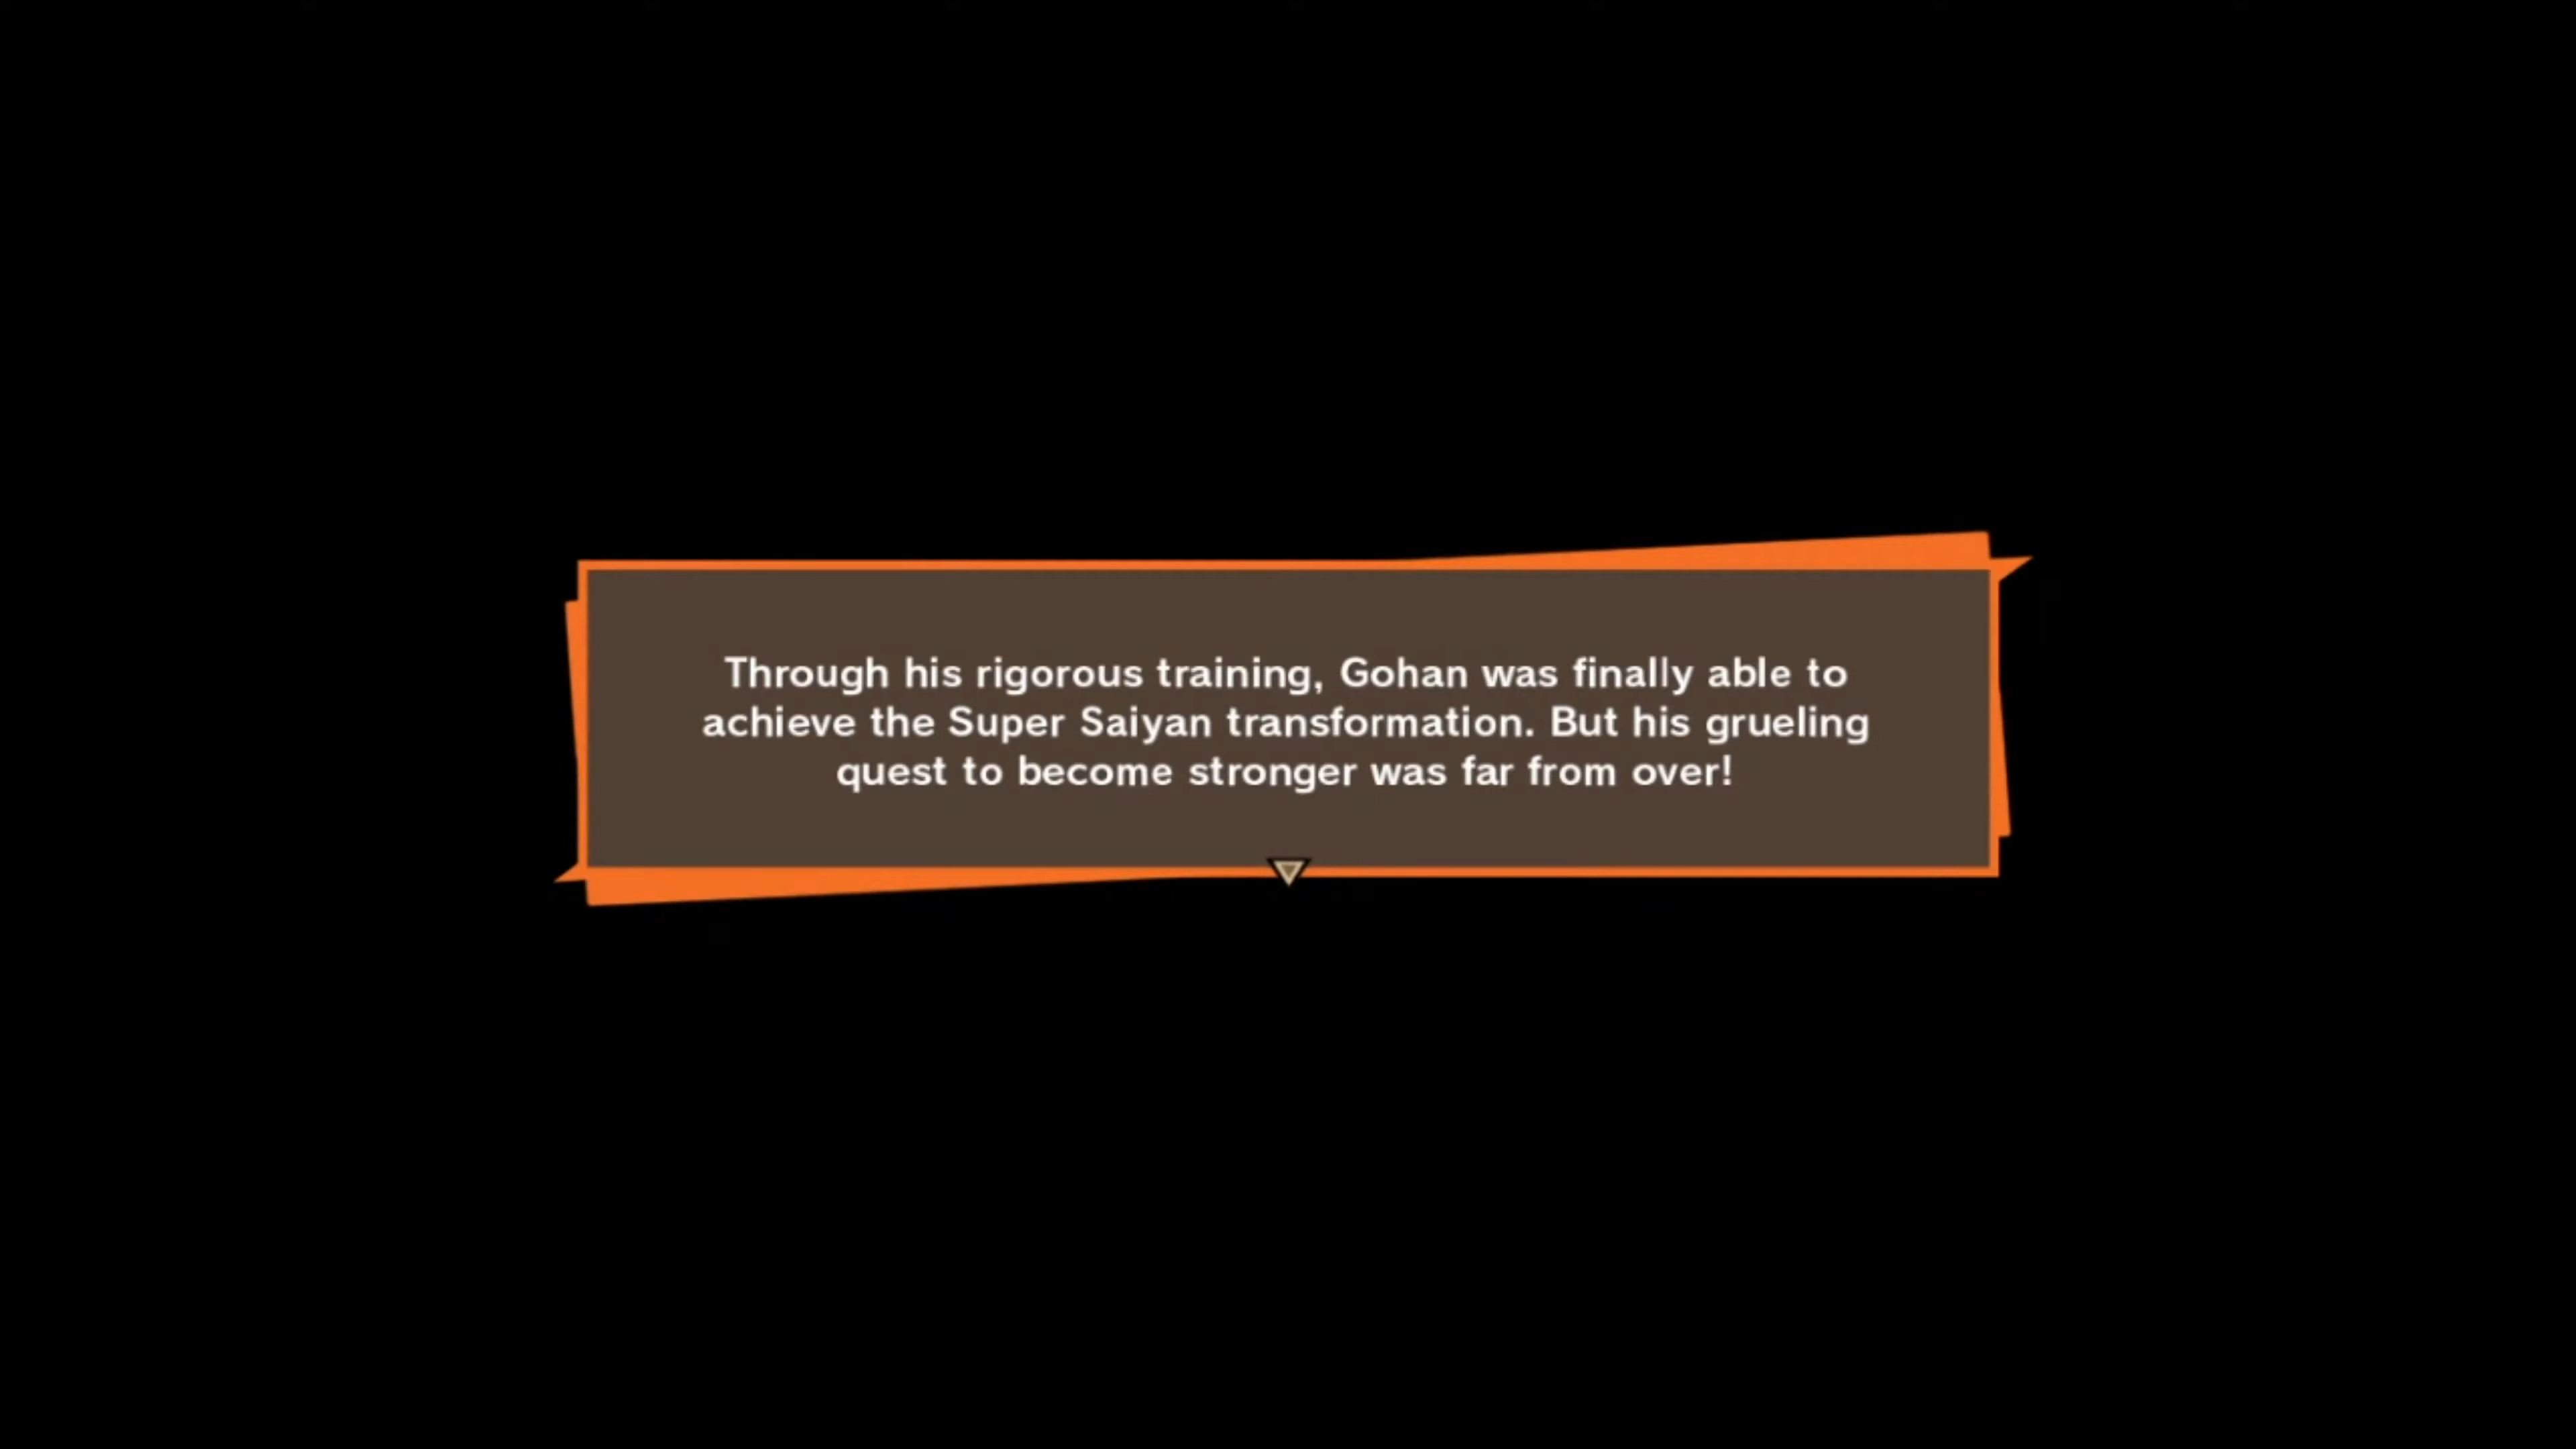 Through his rigorous training, Gohan was finally able to
achieve the Super Saiyan transformation. But his grueling
quest to become stronger was far from over!